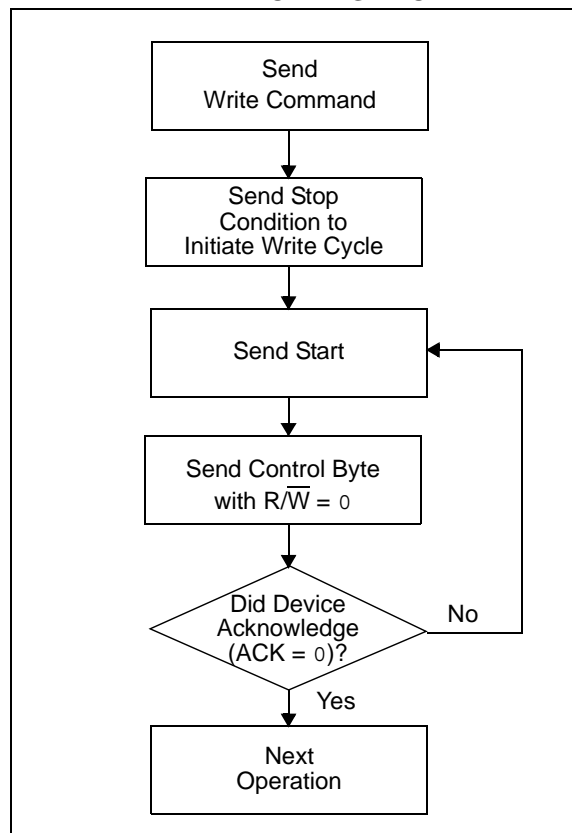 Send
Write Command
Send Stop
Condition to
Initiate Write Cycle
Send Start
Send Control Byte
with R/W̅ = 0
Did Device
Acknowledge
(ACK = 0)?
No
Yes
Next
Operation